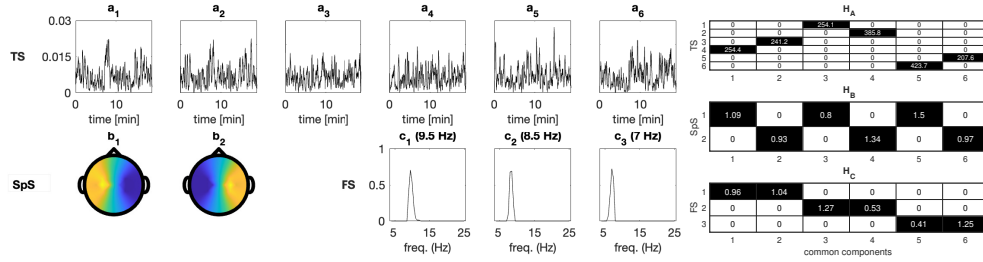 a1 a2 a3 a4 a5 a6
TS
0.03
0.015
0
0 10 0 10 0 10 0 10 0 10 0 10
time [min] time [min] time [min] time [min] time [min] time [min]
b1 b2
SpS
c1 (9.5 Hz) c2 (8.5 Hz) c3 (7 Hz)
FS
1
0.5
0
5 15 25 5 15 25 5 15 25
freq. (Hz) freq. (Hz) freq. (Hz)
HA
TS
1 0 0 254.1 0 0 0
2 0 0 0 385.8 0 0
3 0 241.2 0 0 0 0
4 254.4 0 0 0 0 0
5 0 0 0 0 0 207.6
6 0 0 0 0 423.7 0
1 2 3 4 5 6
HB
SpS
1 1.09 0 0.8 0 1.5 0
2 0 0.93 0 1.34 0 0.97
1 2 3 4 5 6
HC
FS
1 0.96 1.04 0 0 0 0
2 0 0 1.27 0.53 0 0
3 0 0 0 0 0.41 1.25
1 2 3 4 5 6
common components